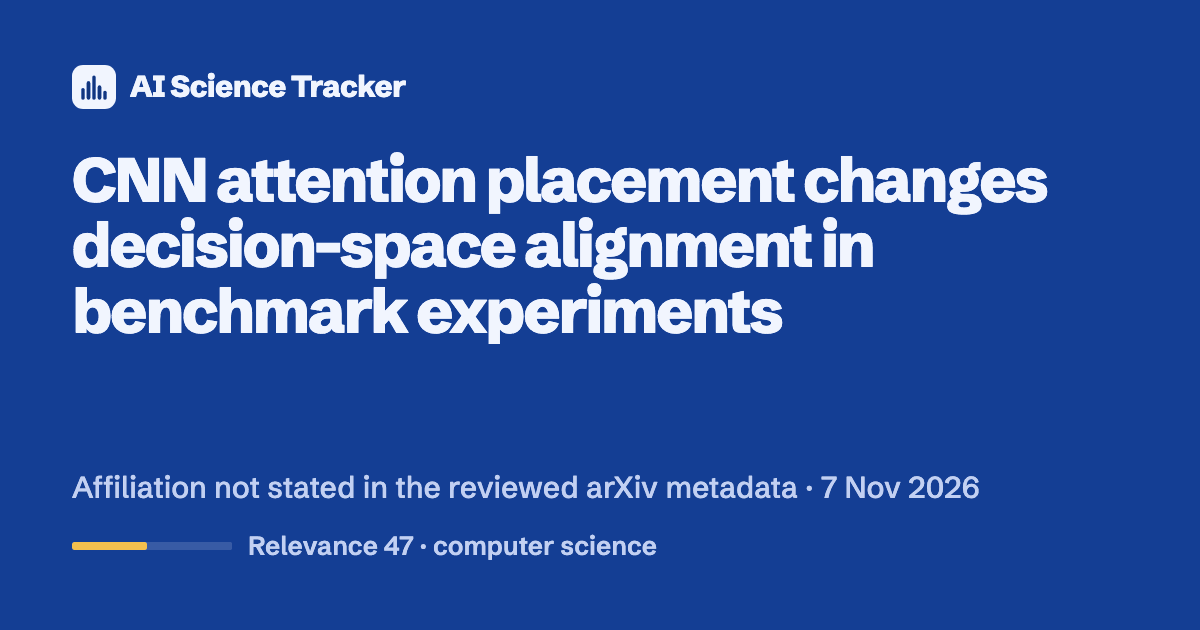 AI Science Tracker
CNN attention placement changes
decision-space alignment in
benchmark experiments
Affiliation not stated in the reviewed arXiv metadata · 7 Nov 2026
Relevance 47 · computer science